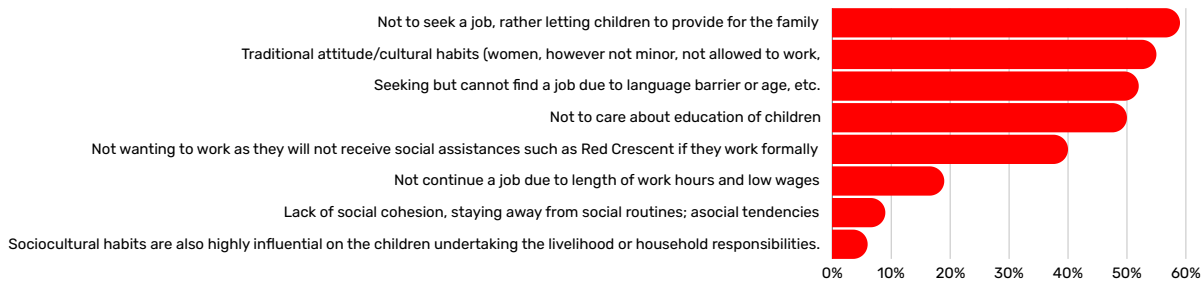 Not to seek a job, rather letting children to provide for the family
Traditional attitude/cultural habits (women, however not minor, not allowed to work,
Seeking but cannot find a job due to language barrier or age, etc.
Not to care about education of children
Not wanting to work as they will not receive social assistances such as Red Crescent if they work formally
Not continue a job due to length of work hours and low wages
Lack of social cohesion, staying away from social routines; asocial tendencies
Sociocultural habits are also highly influential on the children undertaking the livelihood or household responsibilities.
0% 10% 20% 30% 40% 50% 60%